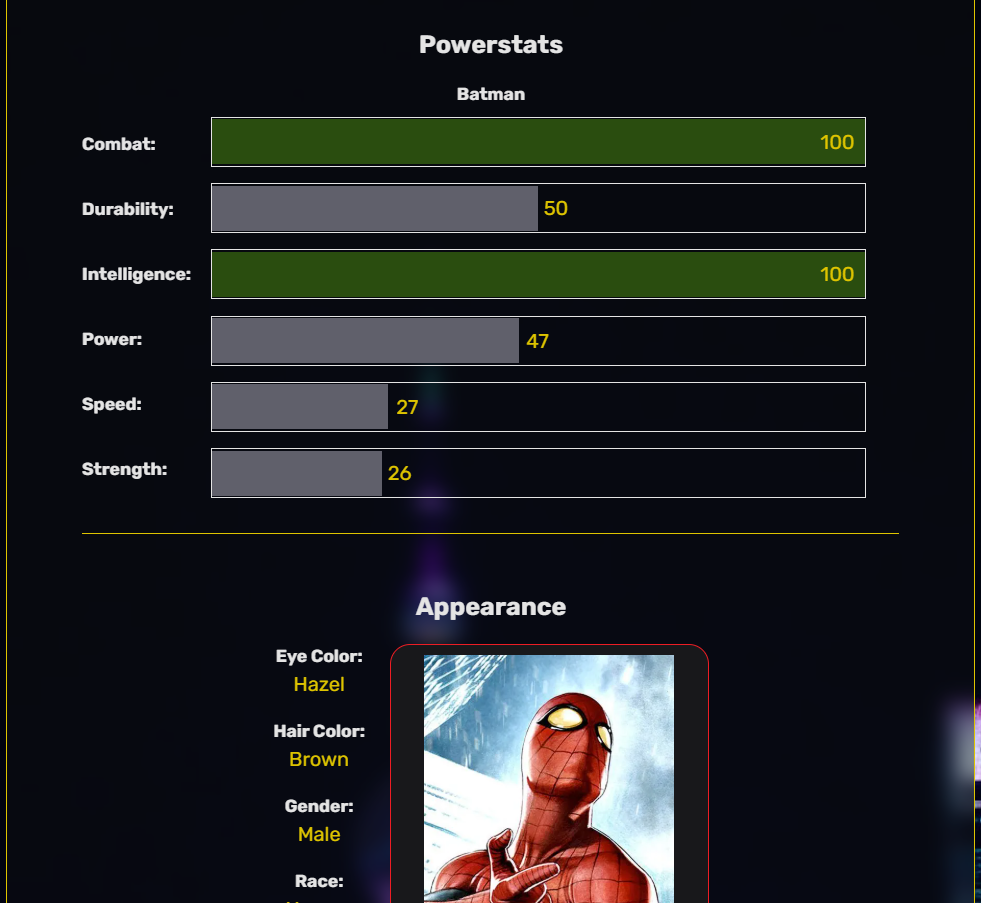 Powerstats
Batman
Combat: 100
Durability: 50
Intelligence: 100
Power: 47
Speed: 27
Strength: 26
Appearance
Eye Color:
Hazel
Hair Color:
Brown
Gender:
Male
Race: